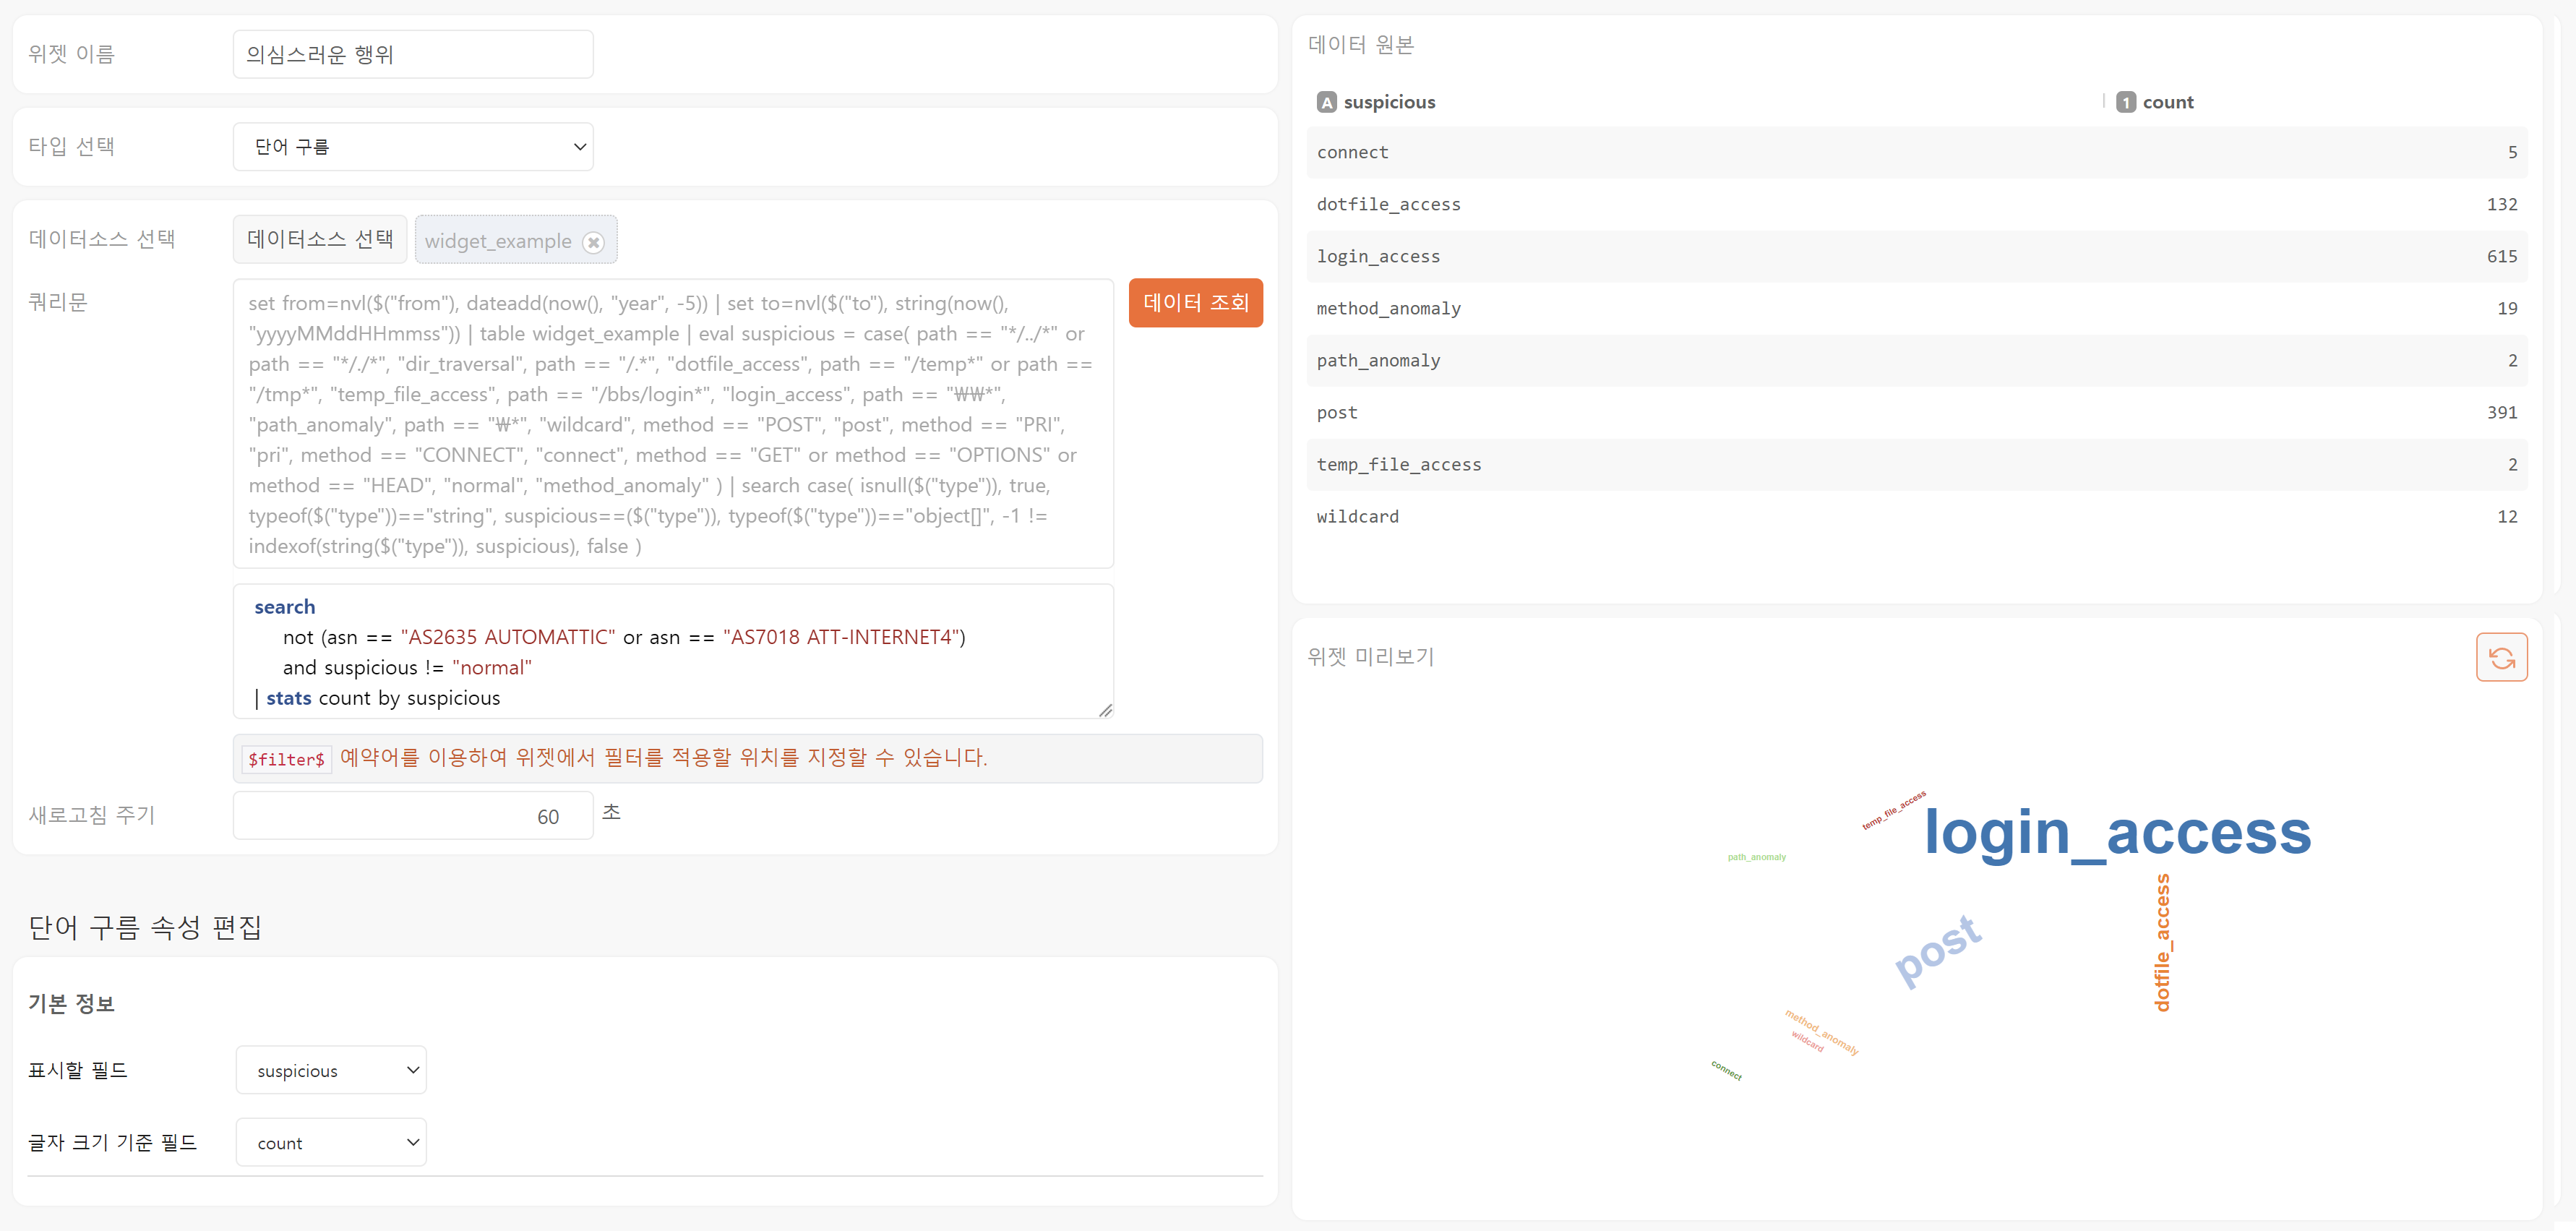 위젯 이름
의심스러운 행위
타입 선택
단어 구름
데이터소스 선택
데이터소스 선택
widget_example
쿼리문
set from=nvl($("from"), dateadd(now(), "year", -5)) | set to=nvl($("to"), string(now(),
"yyyyMMddHHmmss")) | table widget_example | eval suspicious = case( path == "*/../*" or
path == "*/./*", "dir_traversal", path == "/.*", "dotfile_access", path == "/temp*" or path ==
"/tmp*", "temp_file_access", path == "/bbs/login*", "login_access", path == "₩₩*",
"path_anomaly", path == "₩*", "wildcard", method == "POST", "post", method == "PRI",
"pri", method == "CONNECT", "connect", method == "GET" or method == "OPTIONS" or
method == "HEAD", "normal", "method_anomaly" ) | search case( isnull($("type")), true,
typeof($("type"))=="string", suspicious==($("type")), typeof($("type"))=="object[]", -1 !=
indexof(string($("type")), suspicious), false )
데이터 조회
search
not (asn == "AS2635 AUTOMATTIC" or asn == "AS7018 ATT-INTERNET4")
and suspicious != "normal"
| stats count by suspicious
$filter$ 예약어를 이용하여 위젯에서 필터를 적용할 위치를 지정할 수 있습니다.
새로고침 주기
60 초
단어 구름 속성 편집
기본 정보
표시할 필드
suspicious
글자 크기 기준 필드
count
데이터 원본
A suspicious
1 count
connect 5
dotfile_access 132
login_access 615
method_anomaly 19
path_anomaly 2
post 391
temp_file_access 2
wildcard 12
위젯 미리보기
temp_file_access
login_access
path_anomaly
dotfile_access
post
method_anomaly
wildcard
connect